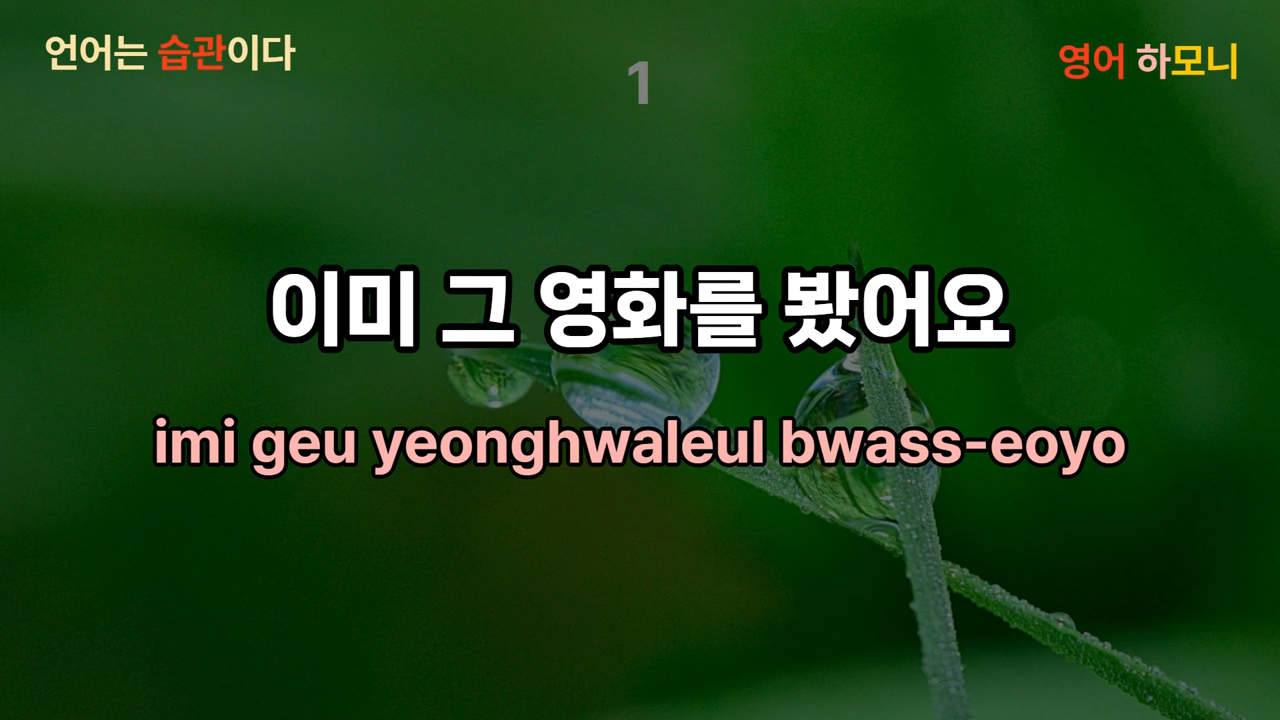 언어는 습관이다
1
영어 하모니
이미 그 영화를 봤어요
imi geu yeonghwaleul bwass-eoyo